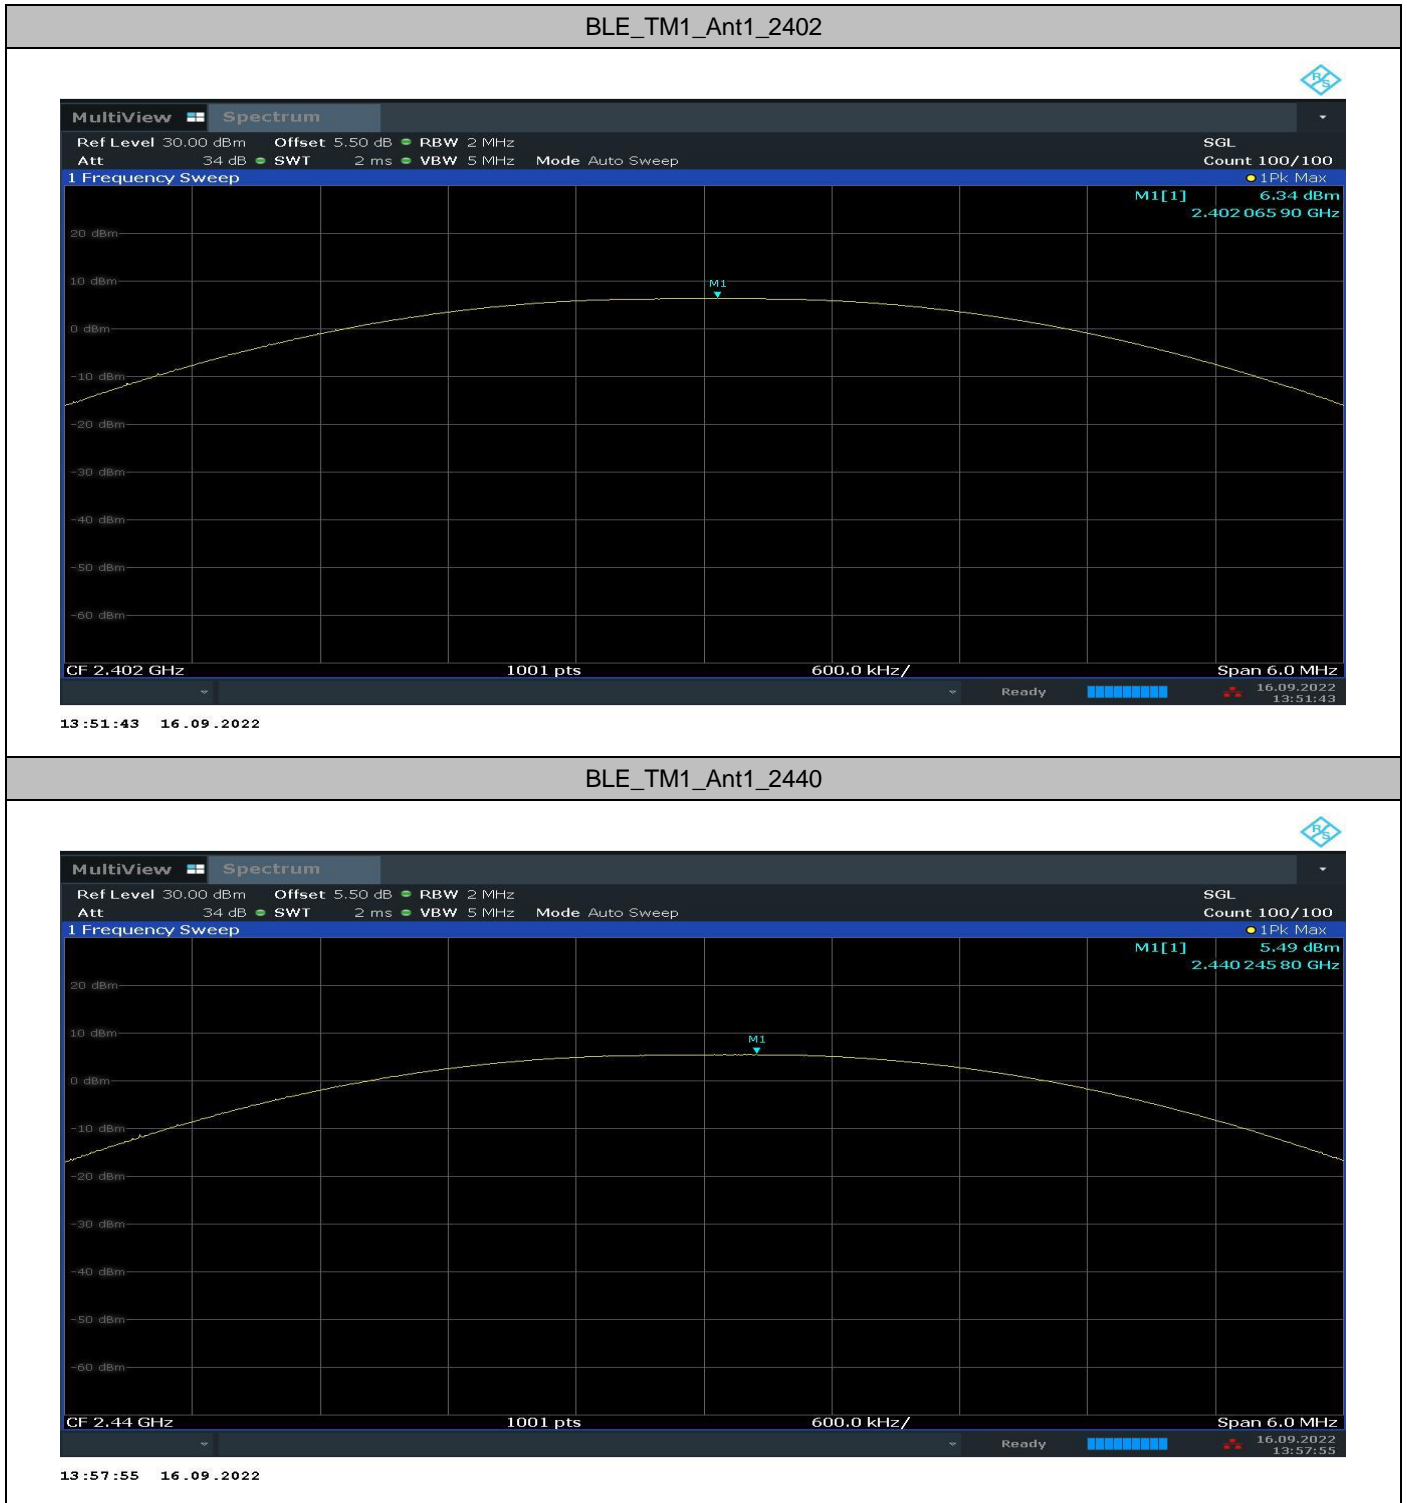 BLE_TM1_Ant1_2402
R S
MultiView Spectrum
Ref Level 30.00 dBm Offset 5.50 dB RBW 2 MHz SGL
Att 34 dB SWT 2 ms VBW 5 MHz Mode Auto Sweep Count 100/100
1 Frequency Sweep 1Pk Max
M1[1] 6.34 dBm
2.402 065 90 GHz
20 dBm
10 dBm
M1
0 dBm
-10 dBm
-20 dBm
-30 dBm
-40 dBm
-50 dBm
-60 dBm
CF 2.402 GHz 1001 pts 600.0 kHz/ Span 6.0 MHz
Ready 16.09.2022
13:51:43
13:51:43 16.09.2022
BLE_TM1_Ant1_2440
R S
MultiView Spectrum
Ref Level 30.00 dBm Offset 5.50 dB RBW 2 MHz SGL
Att 34 dB SWT 2 ms VBW 5 MHz Mode Auto Sweep Count 100/100
1 Frequency Sweep 1Pk Max
M1[1] 5.49 dBm
2.440 245 80 GHz
20 dBm
10 dBm
M1
0 dBm
-10 dBm
-20 dBm
-30 dBm
-40 dBm
-50 dBm
-60 dBm
CF 2.44 GHz 1001 pts 600.0 kHz/ Span 6.0 MHz
Ready 16.09.2022
13:57:55
13:57:55 16.09.2022